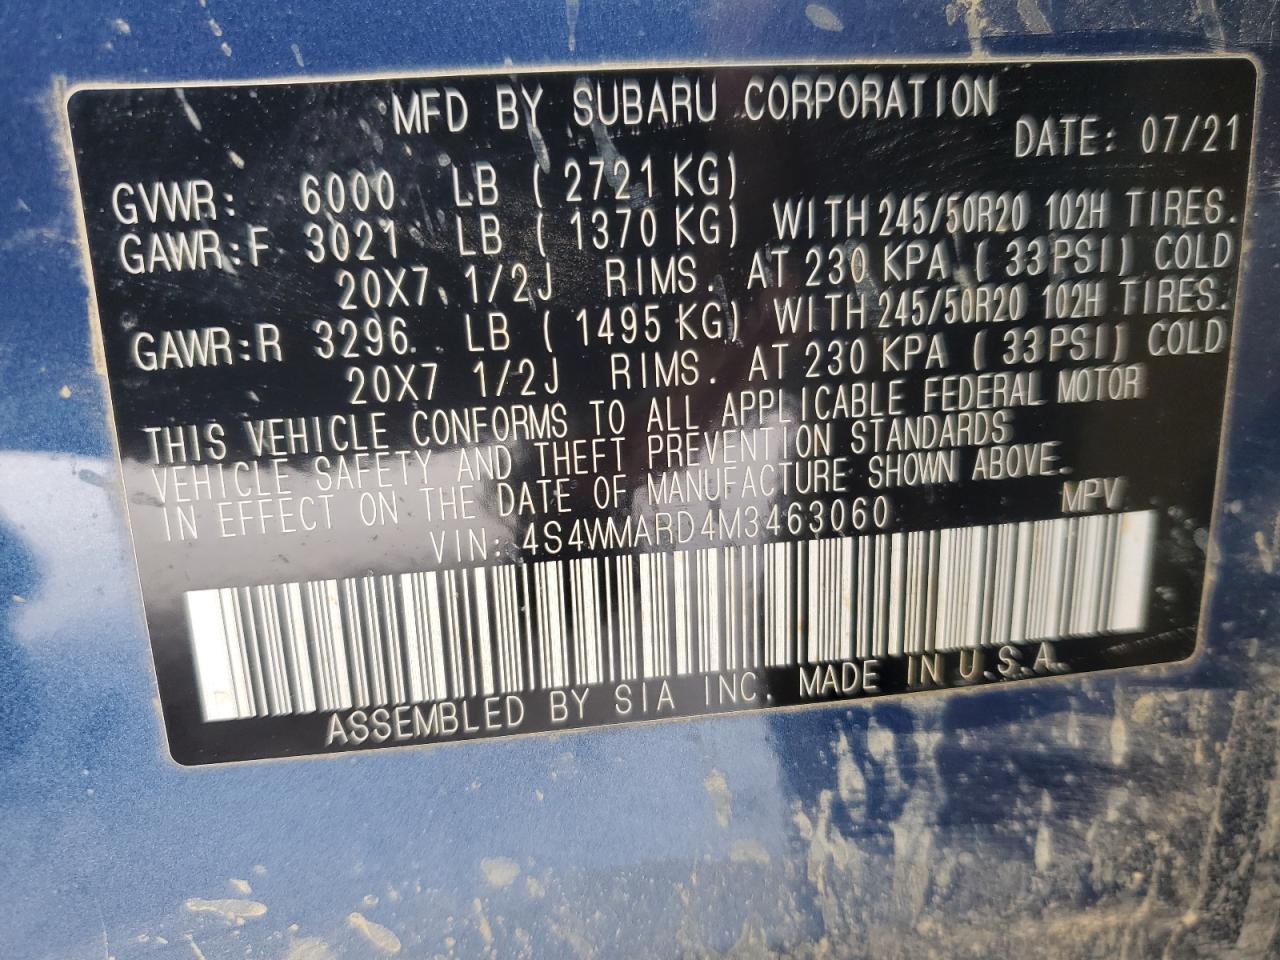 MFD BY SUBARU CORPORATION
DATE: 07/21
GVWR: 6000 LB ( 2721 KG)
GAWR:F 3021 LB ( 1370 KG) WITH 245/50R20 102H TIRES.
20X7 1/2J RIMS. AT 230 KPA ( 33PSI) COLD
GAWR:R 3296 LB ( 1495 KG) WITH 245/50R20 102H TIRES.
20X7 1/2J RIMS. AT 230 KPA ( 33PSI) COLD
THIS VEHICLE CONFORMS TO ALL APPLICABLE FEDERAL MOTOR
VEHICLE SAFETY AND THEFT PREVENTION STANDARDS
IN EFFECT ON THE DATE OF MANUFACTURE SHOWN ABOVE.
VIN: 4S4WMARD4M3463060 MPV
ASSEMBLED BY SIA INC. MADE IN U.S.A.